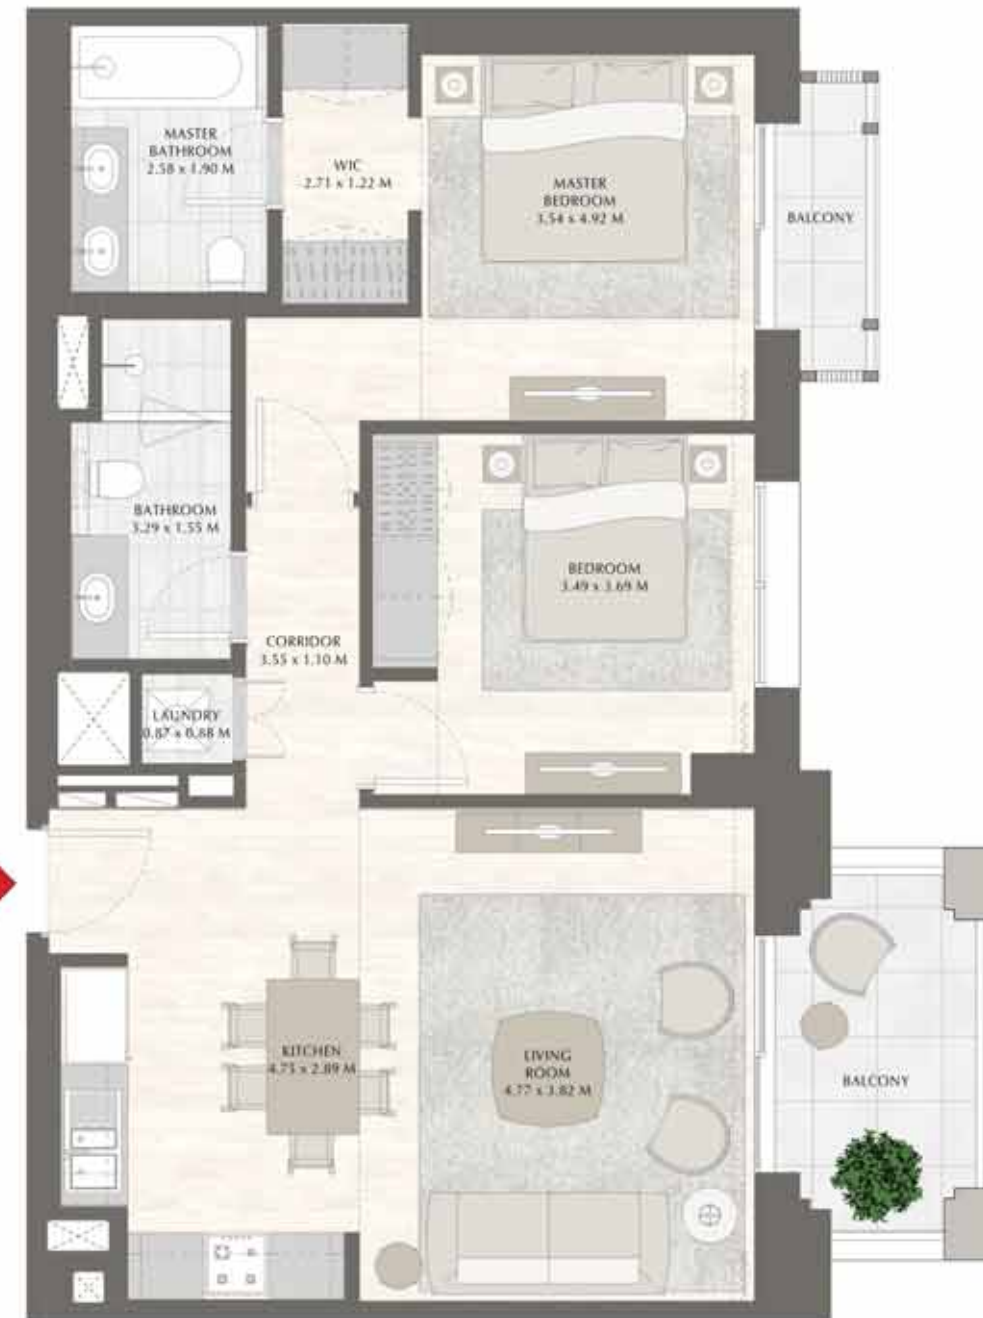 MASTER
BATHROOM
2.58 x 1.90 M
WIC
2.71 x 1.22 M
MASTER
BEDROOM
3.54 x 4.92 M
BALCONY
BATHROOM
3.29 x 1.55 M
BEDROOM
3.49 x 3.69 M
CORRIDOR
3.55 x 1.10 M
LAUNDRY
0.87 x 0.88 M
KITCHEN
4.75 x 2.89 M
LIVING
ROOM
4.77 x 3.82 M
BALCONY